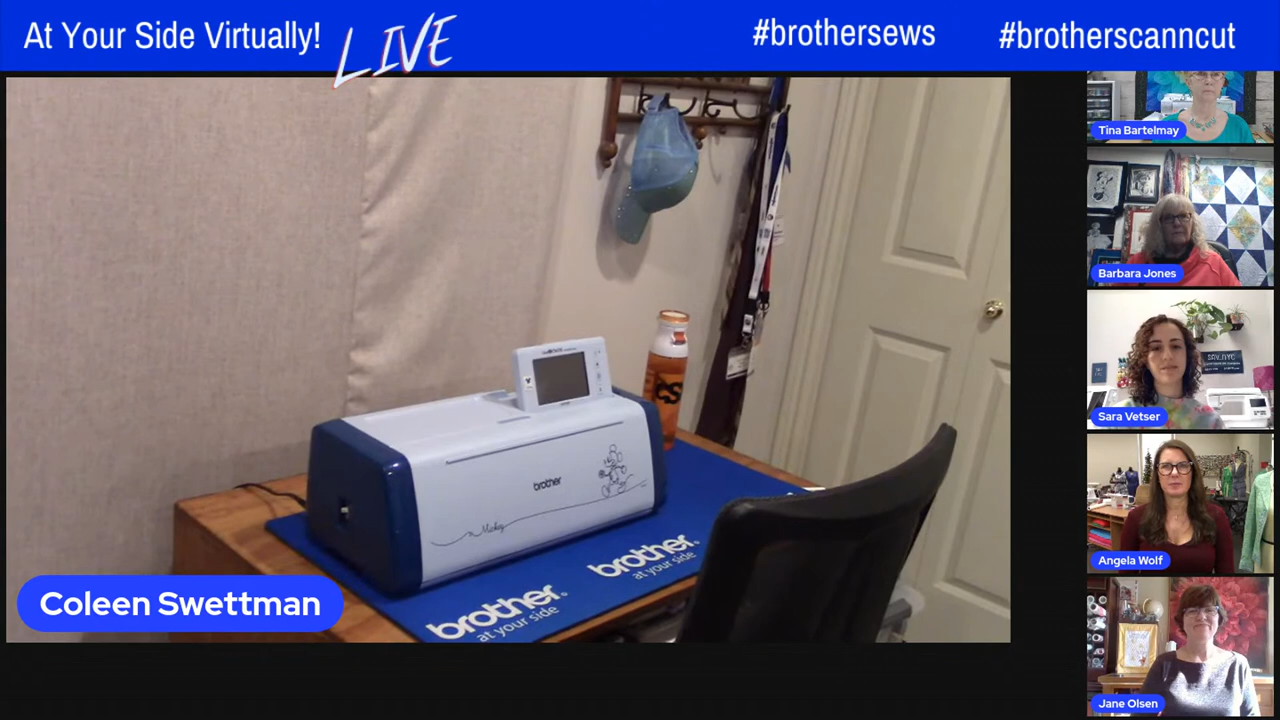 At Your Side Virtually!
LIVE
#brothersews
#brotherscanncut
Tina Bartelmay
Barbara Jones
Sara Vetser
Angela Wolf
Jane Olsen
Coleen Swettman
brother
Mickey
brother
at your side
brother
at your side